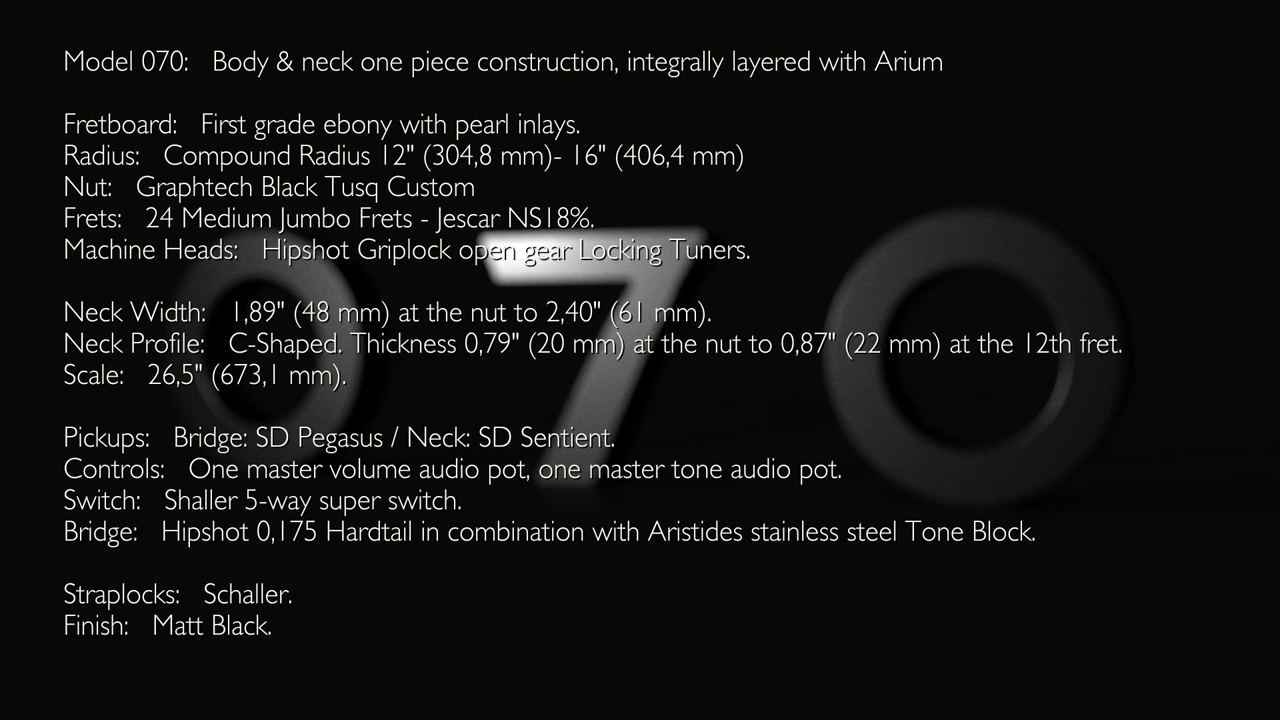 Model 070: Body & neck one piece construction, integrally layered with Arium
Fretboard: First grade ebony with pearl inlays.
Radius: Compound Radius 12" (304,8 mm)- 16" (406,4 mm)
Nut: Graphtech Black Tusq Custom
Frets: 24 Medium Jumbo Frets - Jescar NS18%.
Machine Heads: Hipshot Griplock open gear Locking Tuners.
Neck Width: 1,89" (48 mm) at the nut to 2,40" (61 mm).
Neck Profile: C-Shaped. Thickness 0,79" (20 mm) at the nut to 0,87" (22 mm) at the 12th fret.
Scale: 26,5" (673,1 mm).
Pickups: Bridge: SD Pegasus / Neck: SD Sentient.
Controls: One master volume audio pot, one master tone audio pot.
Switch: Shaller 5-way super switch.
Bridge: Hipshot 0,175 Hardtail in combination with Aristides stainless steel Tone Block.
Straplocks: Schaller.
Finish: Matt Black.
070